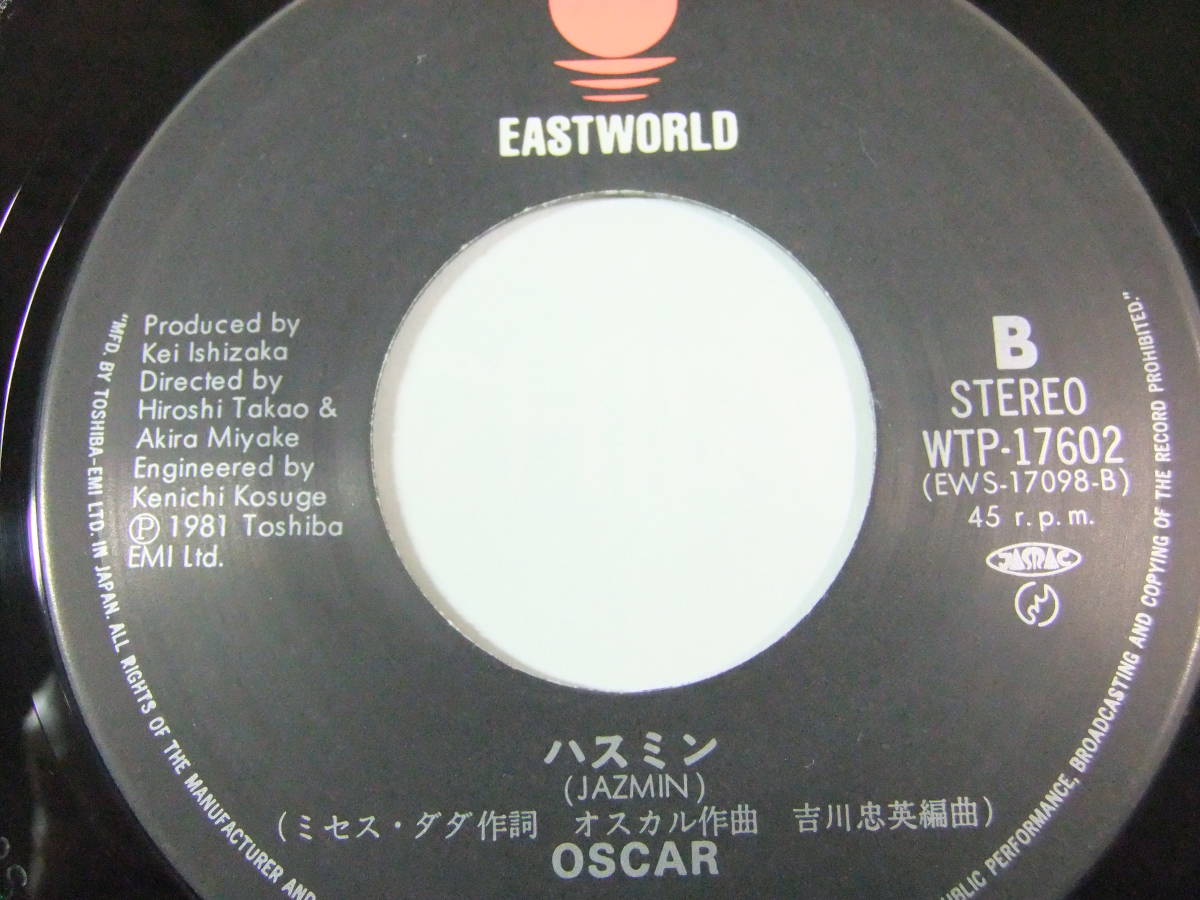 EASTWORLD
Produced by
Kei Ishizaka
Directed by
Hiroshi Takao &
Akira Miyake
Engineered by
Kenichi Kosuge
Ⓟ 1981 Toshiba
EMI Ltd.
B
STEREO
WTP-17602
(EWS-17098-B)
45 r.p.m.
JASRAC
ハスミン
(JAZMIN)
(ミセス・ダダ作詞 オスカル作曲 吉川忠英編曲)
OSCAR
"MFD. BY TOSHIBA-EMI LTD. IN JAPAN. ALL RIGHTS OF THE MANUFACTURER AND
PUBLIC PERFORMANCE, BROADCASTING AND COPYING OF THE RECORD PROHIBITED."